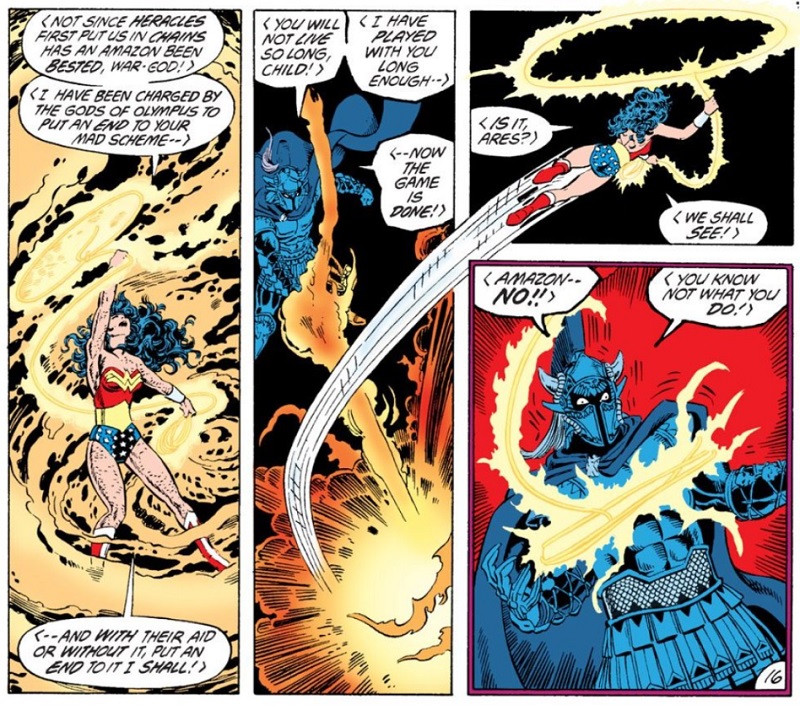 <NOT SINCE HERACLES
FIRST PUT US IN CHAINS
HAS AN AMAZON BEEN
BESTED, WAR-GOD!>
<I HAVE BEEN CHARGED BY
THE GODS OF OLYMPUS TO
PUT AN END TO YOUR
MAD SCHEME-->
<--AND WITH THEIR AID
OR WITHOUT IT, PUT AN
END TO IT I SHALL!>
<YOU WILL
NOT LIVE
SO LONG,
CHILD!>
<I HAVE
PLAYED
WITH YOU
LONG
ENOUGH-->
<--NOW
THE
GAME
IS
DONE!>
<IS IT,
ARES?>
<WE SHALL
SEE!>
<AMAZON--
NO!!>
<YOU KNOW
NOT WHAT YOU
DO!>
16